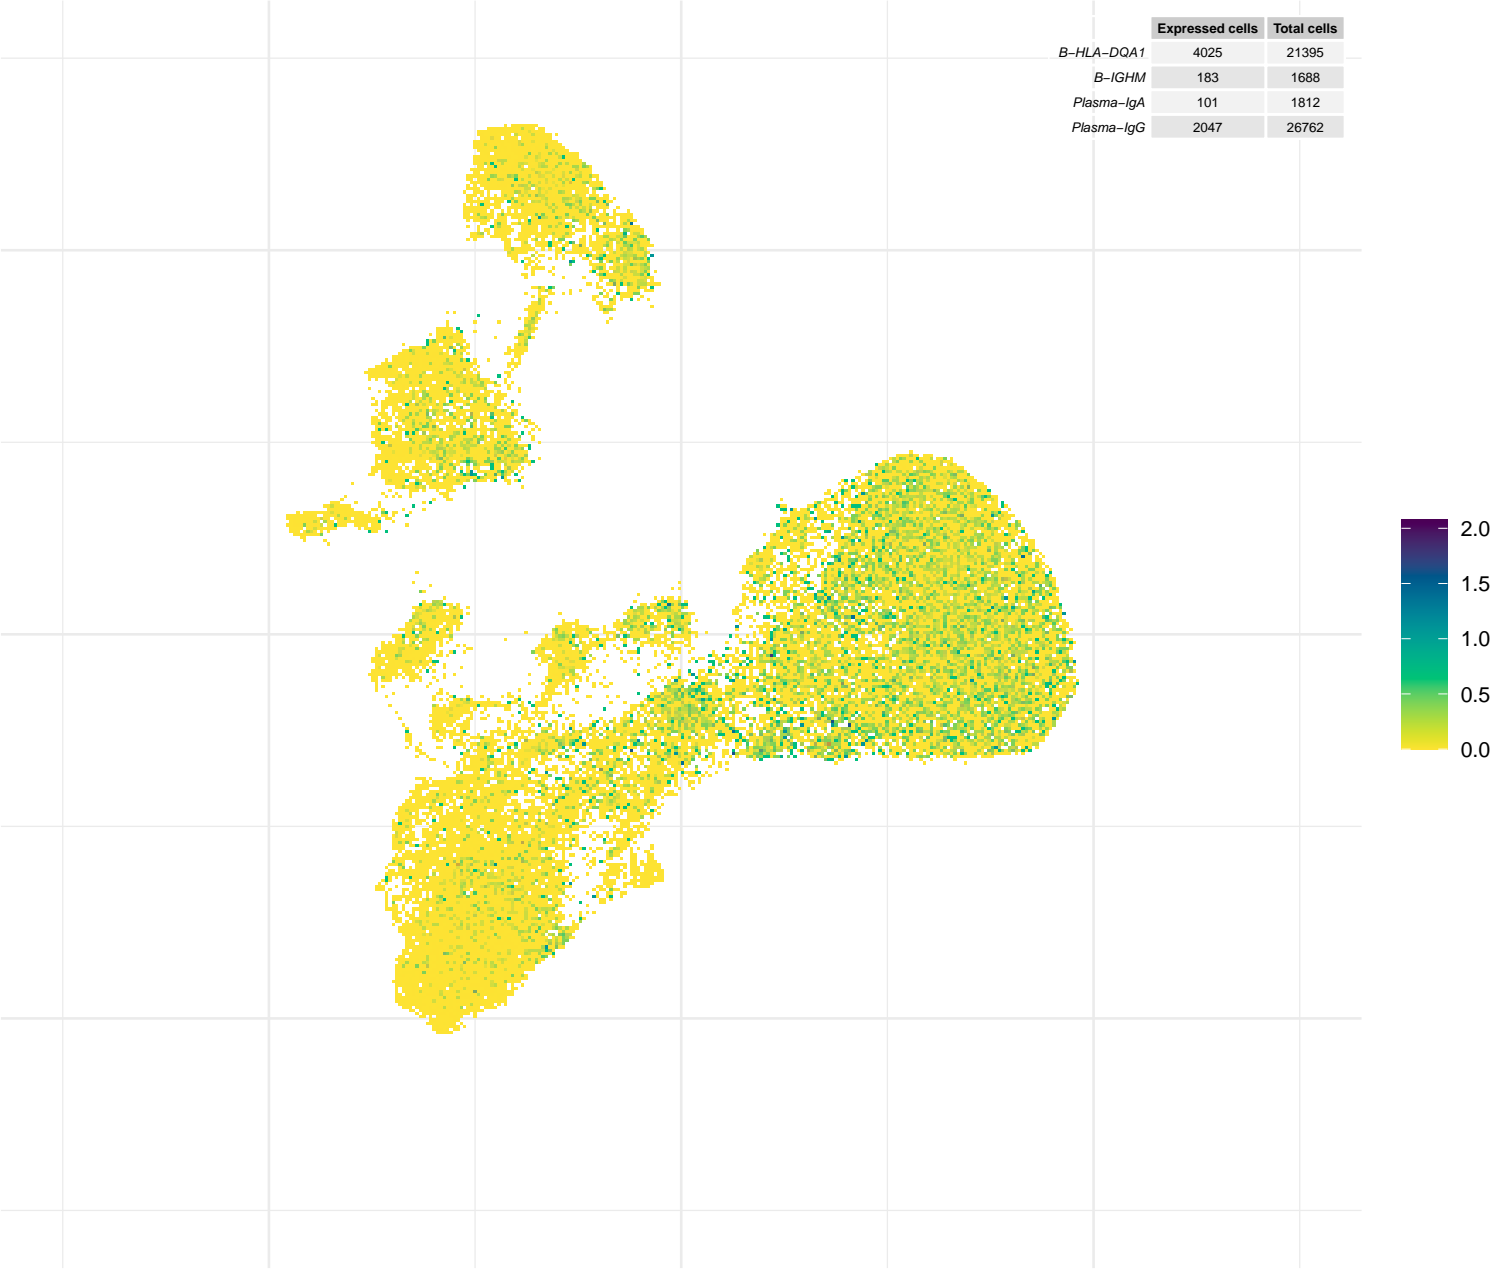 Expressed cells Total cells
B−HLA−DQA1 4025 21395
B−IGHM 183 1688
Plasma−IgA 101 1812
Plasma−IgG 2047 26762
2.0
1.5
1.0
0.5
0.0